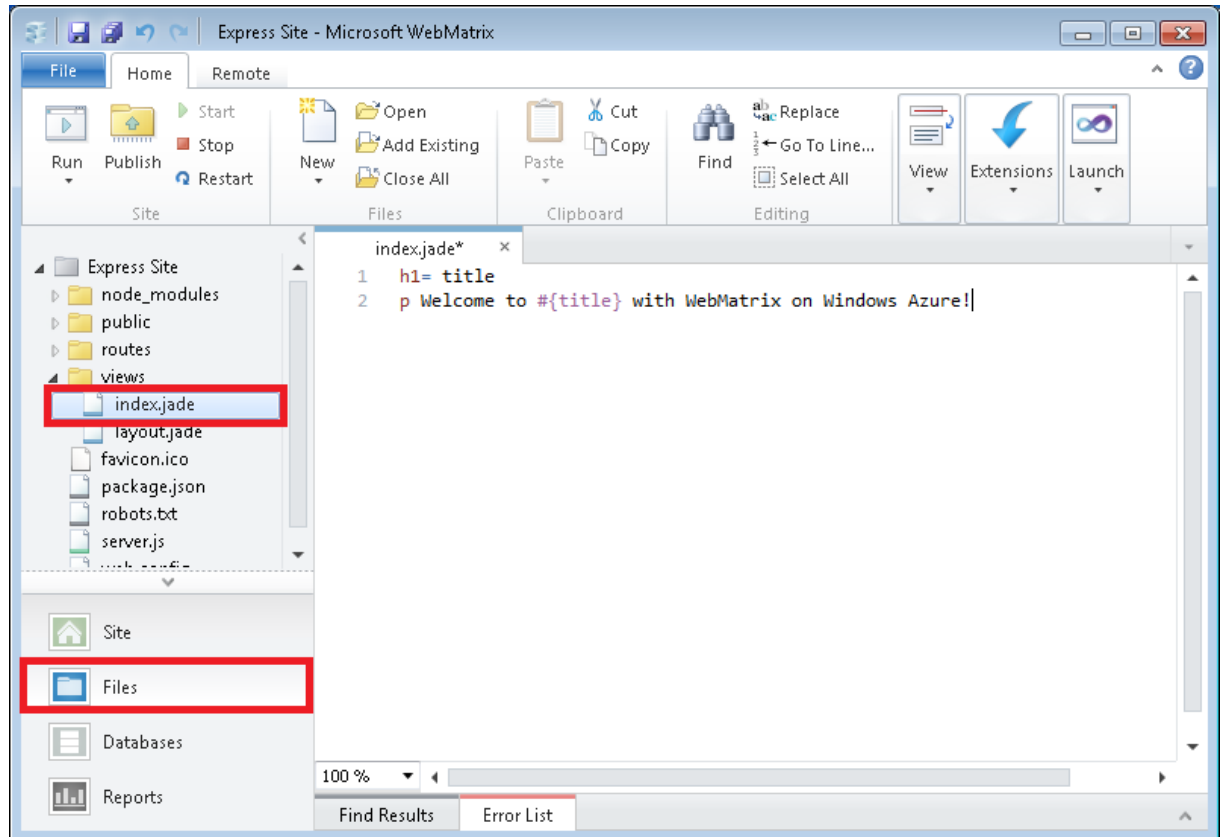 Express Site - Microsoft WebMatrix
File Home Remote
Run
Publish
Start
Stop
Restart
Site
New
Open
Add Existing
Close All
Files
Paste
Cut
Copy
Clipboard
Find
ab Replace
ac
Go To Line...
Select All
Editing
View
Extensions
Launch
Express Site
node_modules
public
routes
views
index.jade
layout.jade
favicon.ico
package.json
robots.txt
server.js
Site
Files
Databases
Reports
index.jade* ×
1 h1= title
2 p Welcome to #{title} with WebMatrix on Windows Azure!
100 %
Find Results Error List